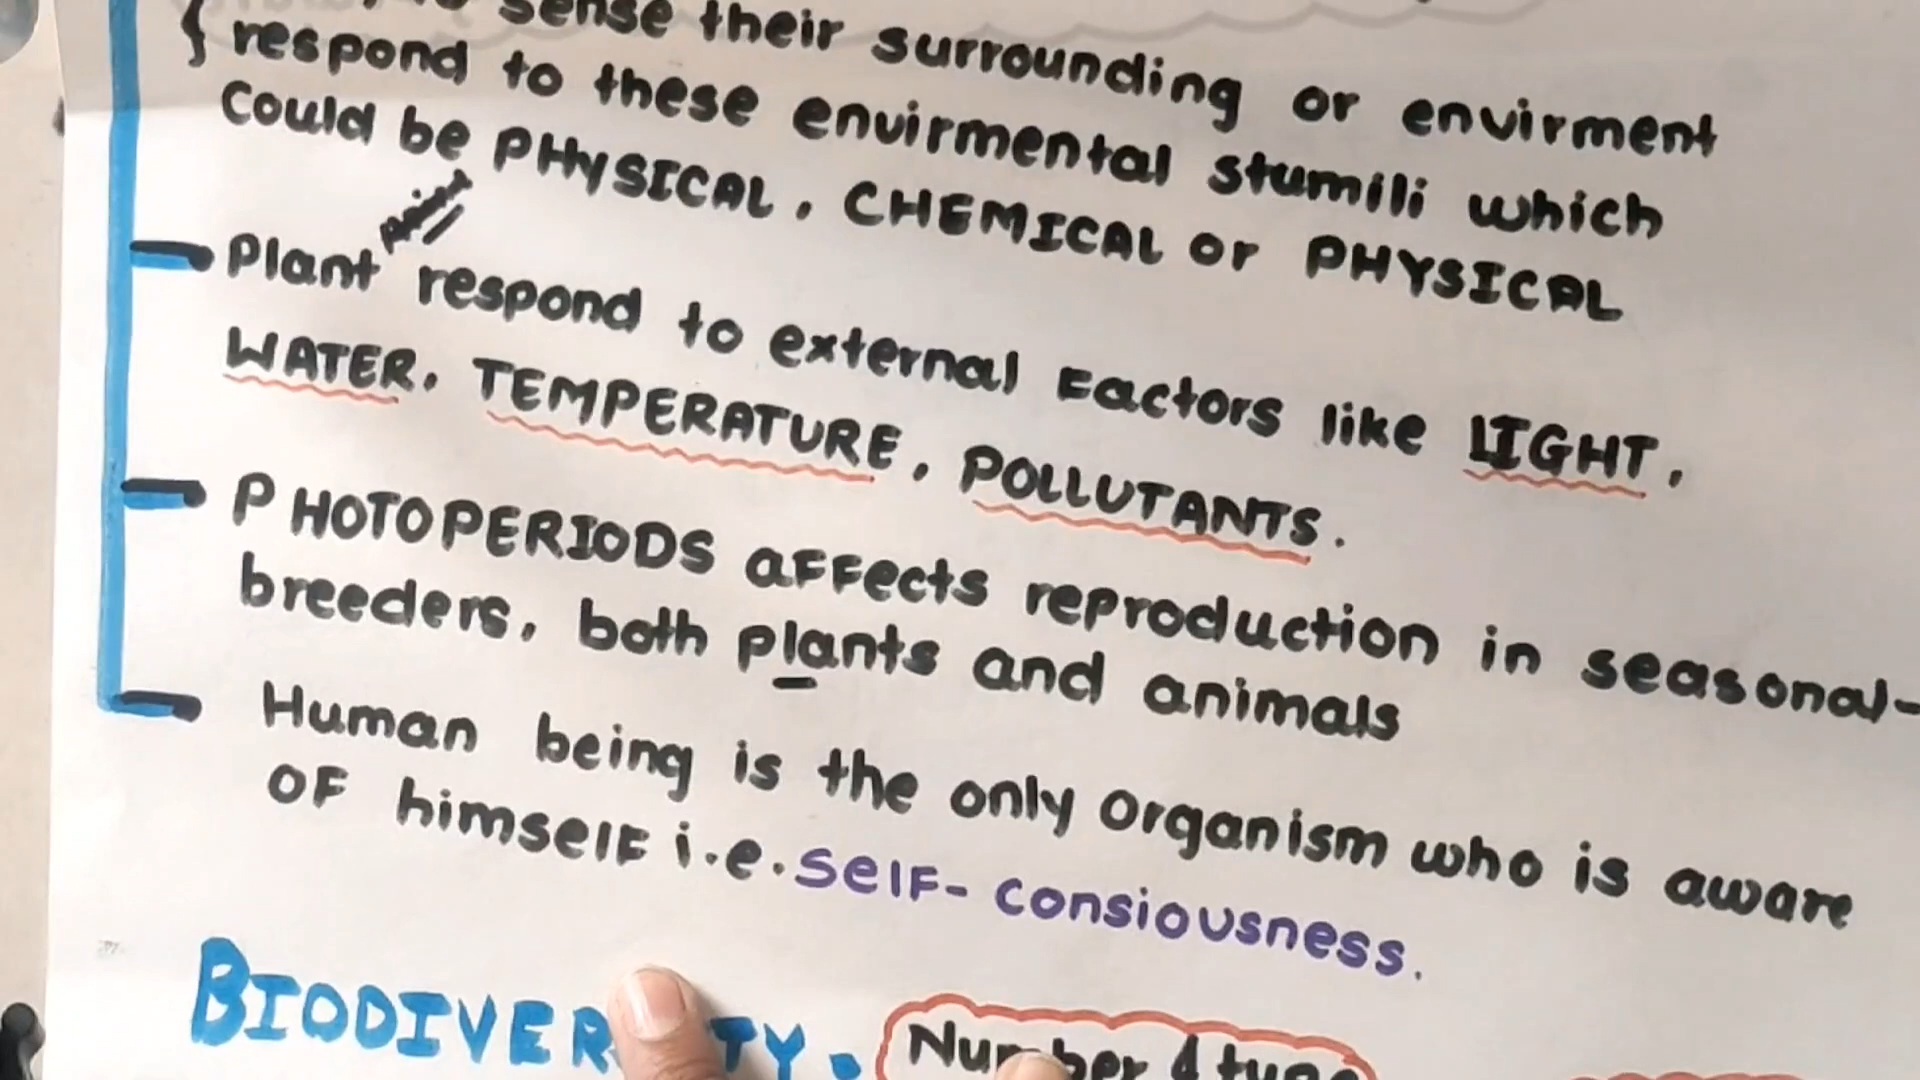 sense their surrounding or envirment
respond to these envirmental stumili which
Could be PHYSICAL, CHEMICAL or PHYSICAL
Plant respond to external Factors like LIGHT,
WATER, TEMPERATURE, POLLUTANTS.
PHOTOPERIODS aFFects reproduction in seasonal-
breeders, both plants and animals
Human being is the only organism who is aware
OF himselF i.e. SelF-consiousness.
BIODIVER TY.
Number